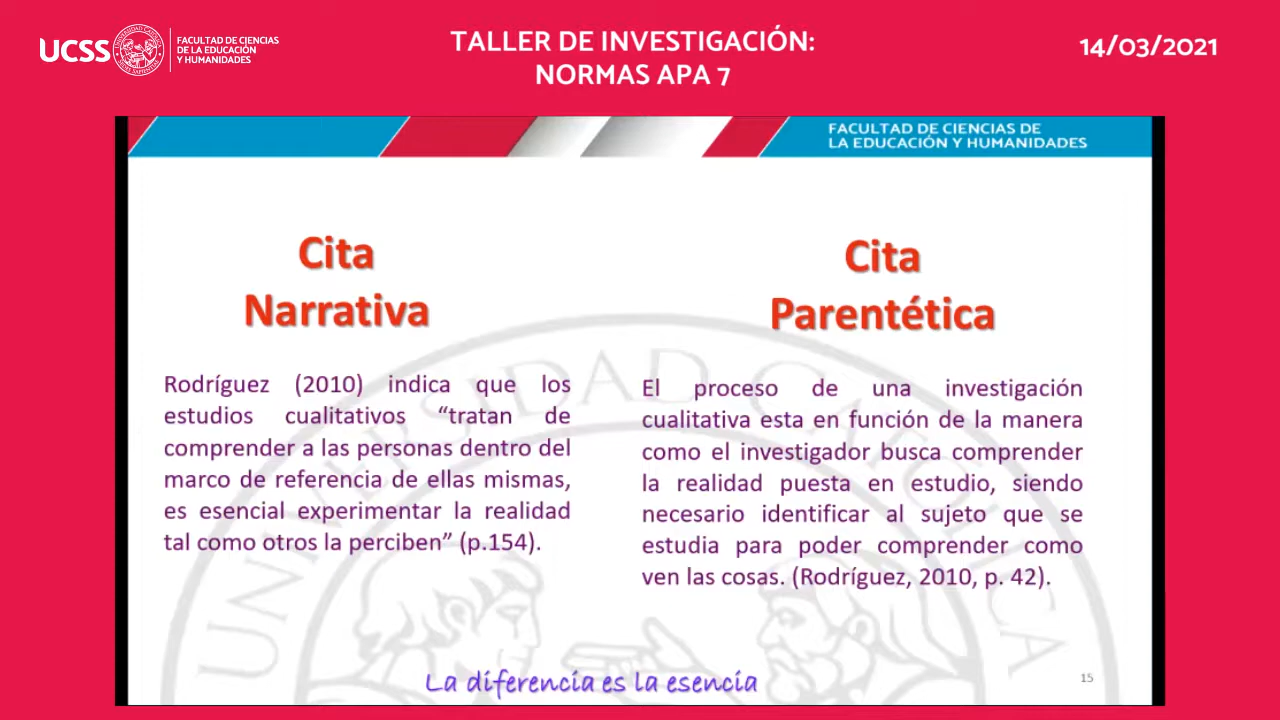 UCSS
FACULTAD DE CIENCIAS
DE LA EDUCACIÓN
Y HUMANIDADES
TALLER DE INVESTIGACIÓN:
NORMAS APA 7
14/03/2021
FACULTAD DE CIENCIAS DE
LA EDUCACIÓN Y HUMANIDADES
Cita
Narrativa
Rodríguez (2010) indica que los
estudios cualitativos “tratan de
comprender a las personas dentro del
marco de referencia de ellas mismas,
es esencial experimentar la realidad
tal como otros la perciben” (p.154).
Cita
Parentética
El proceso de una investigación
cualitativa esta en función de la manera
como el investigador busca comprender
la realidad puesta en estudio, siendo
necesario identificar al sujeto que se
estudia para poder comprender como
ven las cosas. (Rodríguez, 2010, p. 42).
UNIVERSIDAD CATOLICA
La diferencia es la esencia
15